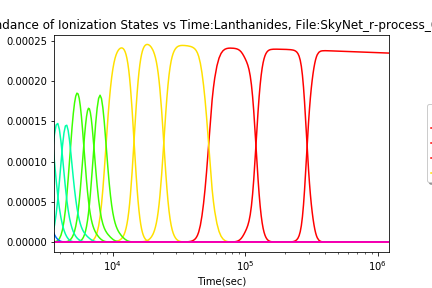 dance of Ionization States vs Time:Lanthanides, File:SkyNet_r-process_
0.00025
0.00020
0.00015
0.00010
0.00005
0.00000
10⁴ 10⁵ 10⁶
Time(sec)